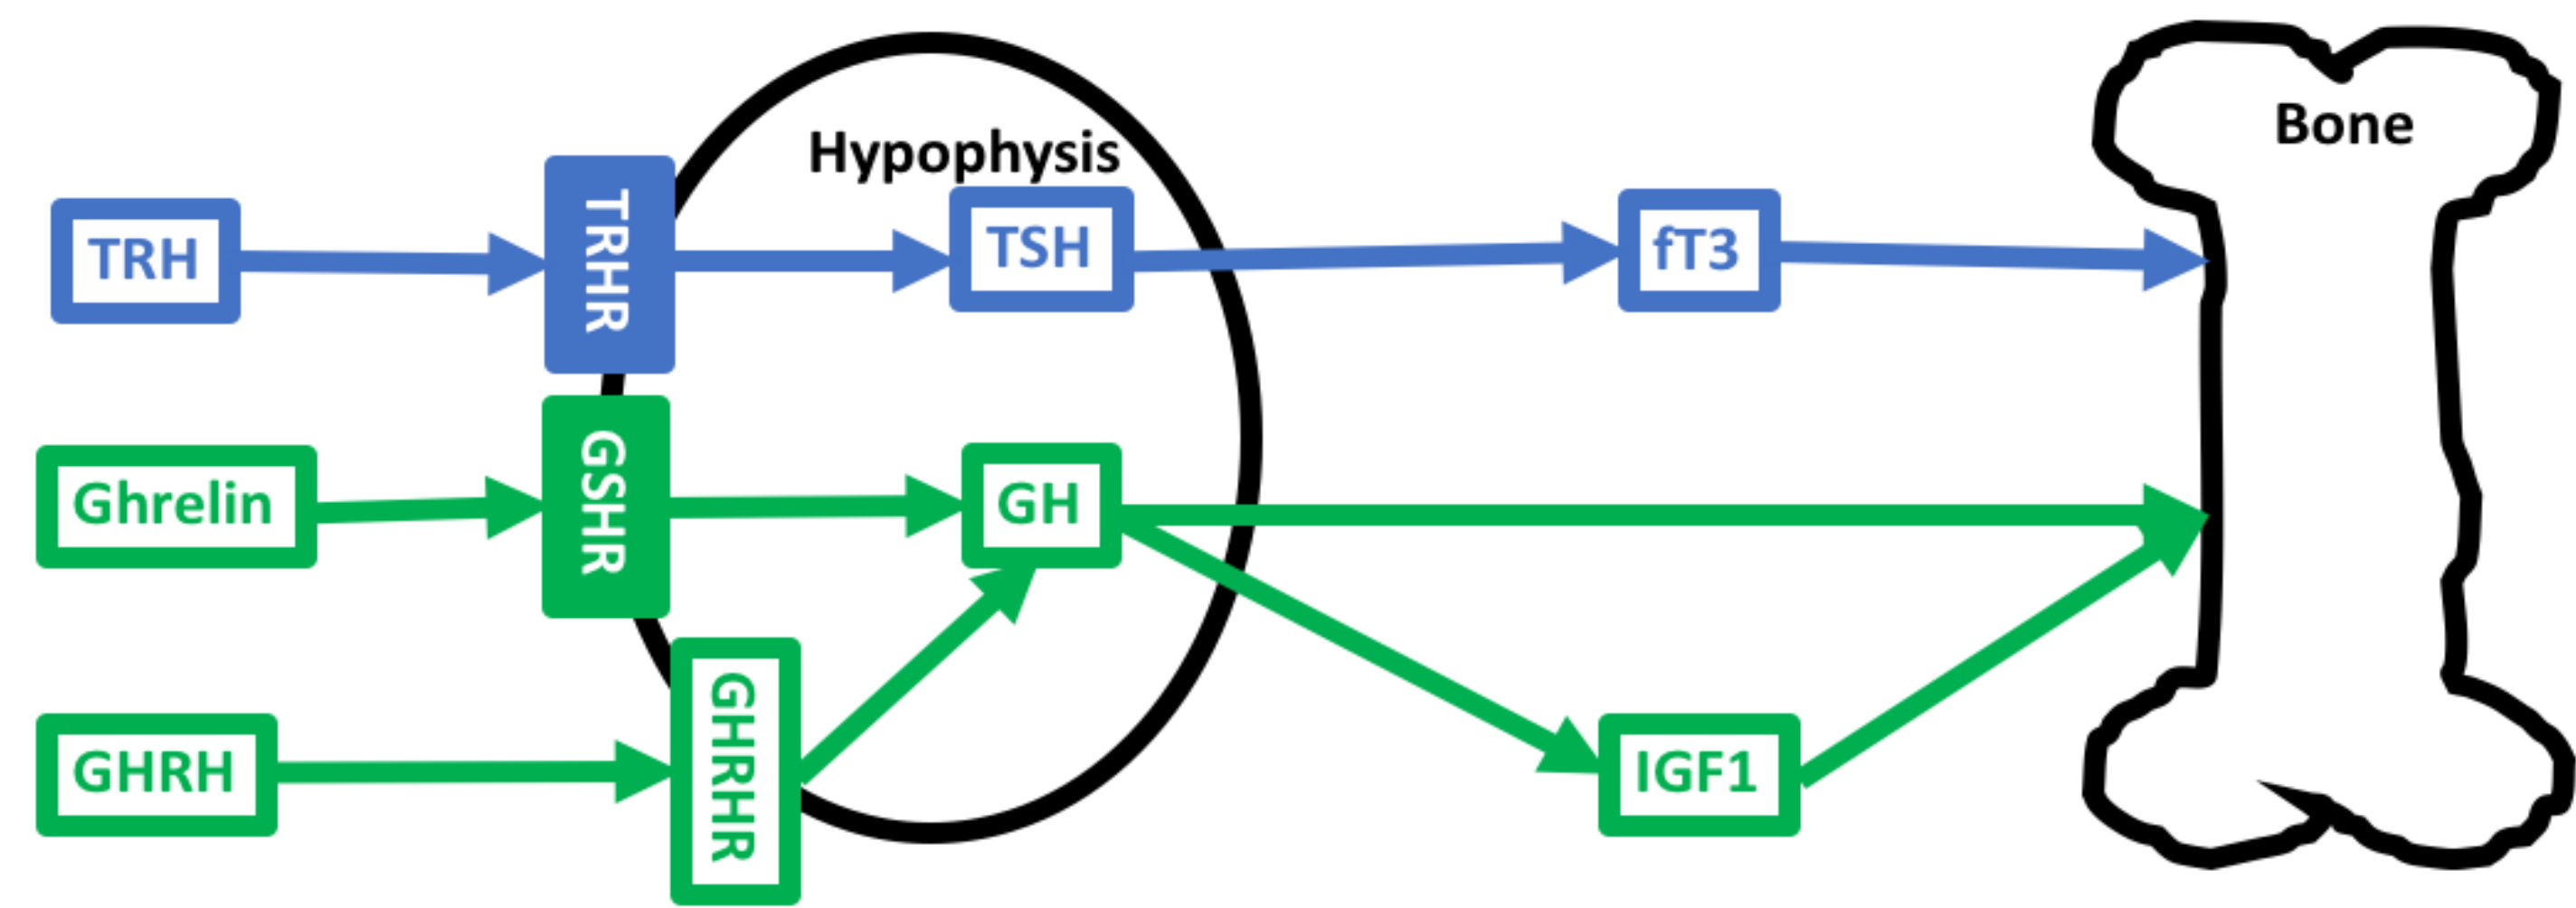 Hypophysis
Bone
TRH
TRHR
TSH
fT3
Ghrelin
GSHR
GH
GHRH
GHRHR
IGF1